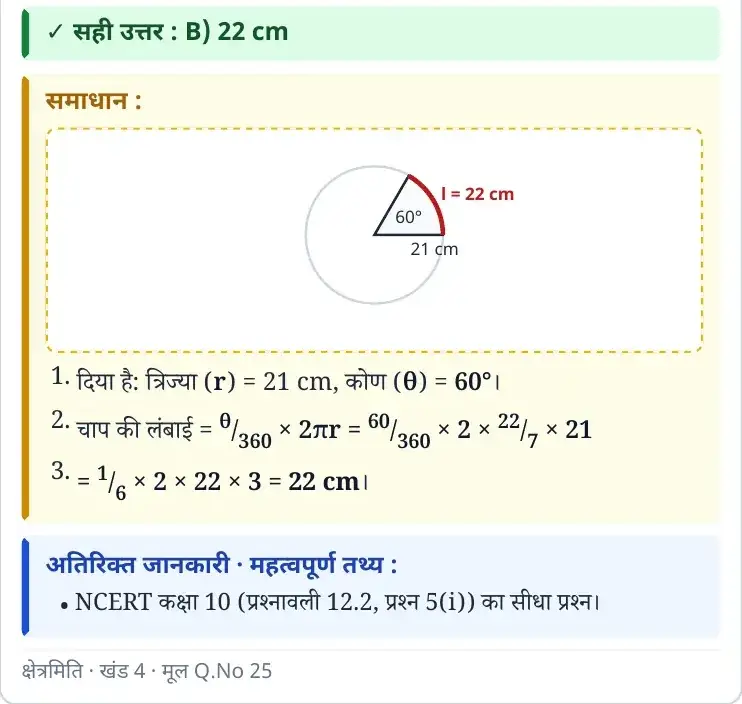 ✓ सही उत्तर : B) 22 cm
समाधान :
l = 22 cm
60°
21 cm
1. दिया है: त्रिज्या (r) = 21 cm, कोण (θ) = 60°।
2. चाप की लंबाई = θ/360 × 2πr = 60/360 × 2 × 22/7 × 21
3. = 1/6 × 2 × 22 × 3 = 22 cm।
अतिरिक्त जानकारी · महत्वपूर्ण तथ्य :
• NCERT कक्षा 10 (प्रश्नावली 12.2, प्रश्न 5(i)) का सीधा प्रश्न।
क्षेत्रमिति · खंड 4 · मूल Q.No 25